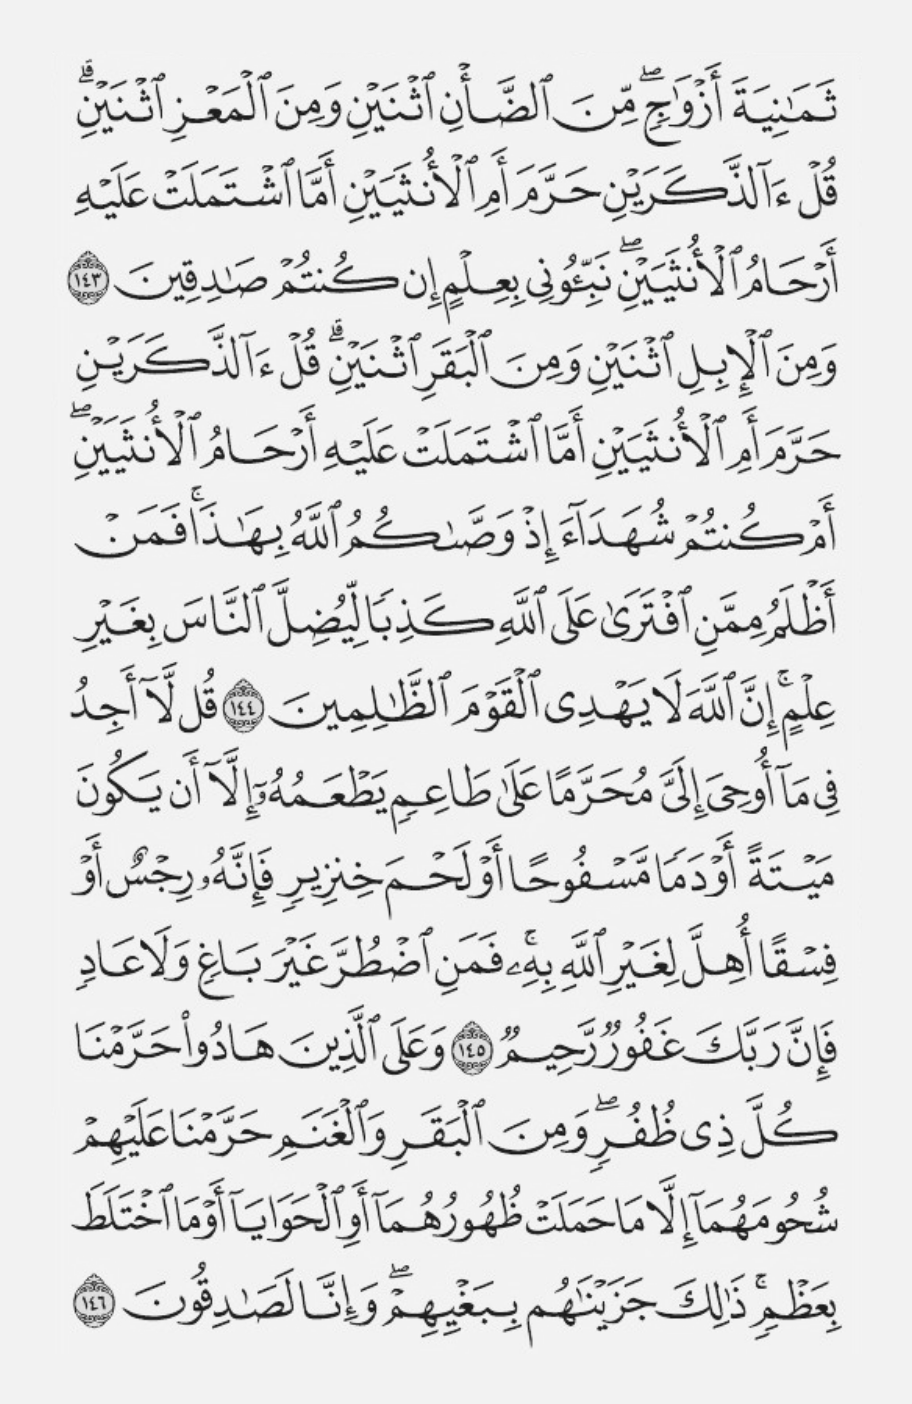 ثَمَٰنِيَةَ أَزْوَٰجٍۖ مِّنَ ٱلضَّأْنِ ٱثْنَيْنِ وَمِنَ ٱلْمَعْزِ ٱثْنَيْنِۗ
قُلْ ءَآلذَّكَرَيْنِ حَرَّمَ أَمِ ٱلْأُنثَيَيْنِ أَمَّا ٱشْتَمَلَتْ عَلَيْهِ
أَرْحَامُ ٱلْأُنثَيَيْنِۖ نَبِّـُٔونِى بِعِلْمٍ إِن كُنتُمْ صَٰدِقِينَ ١٤٣
وَمِنَ ٱلْإِبِلِ ٱثْنَيْنِ وَمِنَ ٱلْبَقَرِ ٱثْنَيْنِۗ قُلْ ءَآلذَّكَرَيْنِ
حَرَّمَ أَمِ ٱلْأُنثَيَيْنِ أَمَّا ٱشْتَمَلَتْ عَلَيْهِ أَرْحَامُ ٱلْأُنثَيَيْنِۖ
أَمْ كُنتُمْ شُهَدَآءَ إِذْ وَصَّىٰكُمُ ٱللَّهُ بِهَٰذَاۚ فَمَنْ
أَظْلَمُ مِمَّنِ ٱفْتَرَىٰ عَلَى ٱللَّهِ كَذِبًا لِّيُضِلَّ ٱلنَّاسَ بِغَيْرِ
عِلْمٍۚ إِنَّ ٱللَّهَ لَا يَهْدِى ٱلْقَوْمَ ٱلظَّٰلِمِينَ ١٤٤ قُل لَّآ أَجِدُ
فِى مَآ أُوحِىَ إِلَىَّ مُحَرَّمًا عَلَىٰ طَاعِمٍ يَطْعَمُهُۥٓ إِلَّآ أَن يَكُونَ
مَيْتَةً أَوْ دَمًا مَّسْفُوحًا أَوْ لَحْمَ خِنزِيرٍ فَإِنَّهُۥ رِجْسٌ أَوْ
فِسْقًا أُهِلَّ لِغَيْرِ ٱللَّهِ بِهِۦۚ فَمَنِ ٱضْطُرَّ غَيْرَ بَاغٍ وَلَا عَادٍ
فَإِنَّ رَبَّكَ غَفُورٌ رَّحِيمٌ ١٤٥ وَعَلَى ٱلَّذِينَ هَادُوا۟ حَرَّمْنَا
كُلَّ ذِى ظُفُرٍۖ وَمِنَ ٱلْبَقَرِ وَٱلْغَنَمِ حَرَّمْنَا عَلَيْهِمْ
شُحُومَهُمَآ إِلَّا مَا حَمَلَتْ ظُهُورُهُمَآ أَوِ ٱلْحَوَايَآ أَوْ مَا ٱخْتَلَطَ
بِعَظْمٍۚ ذَٰلِكَ جَزَيْنَٰهُم بِبَغْيِهِمْۖ وَإِنَّا لَصَٰدِقُونَ ١٤٦